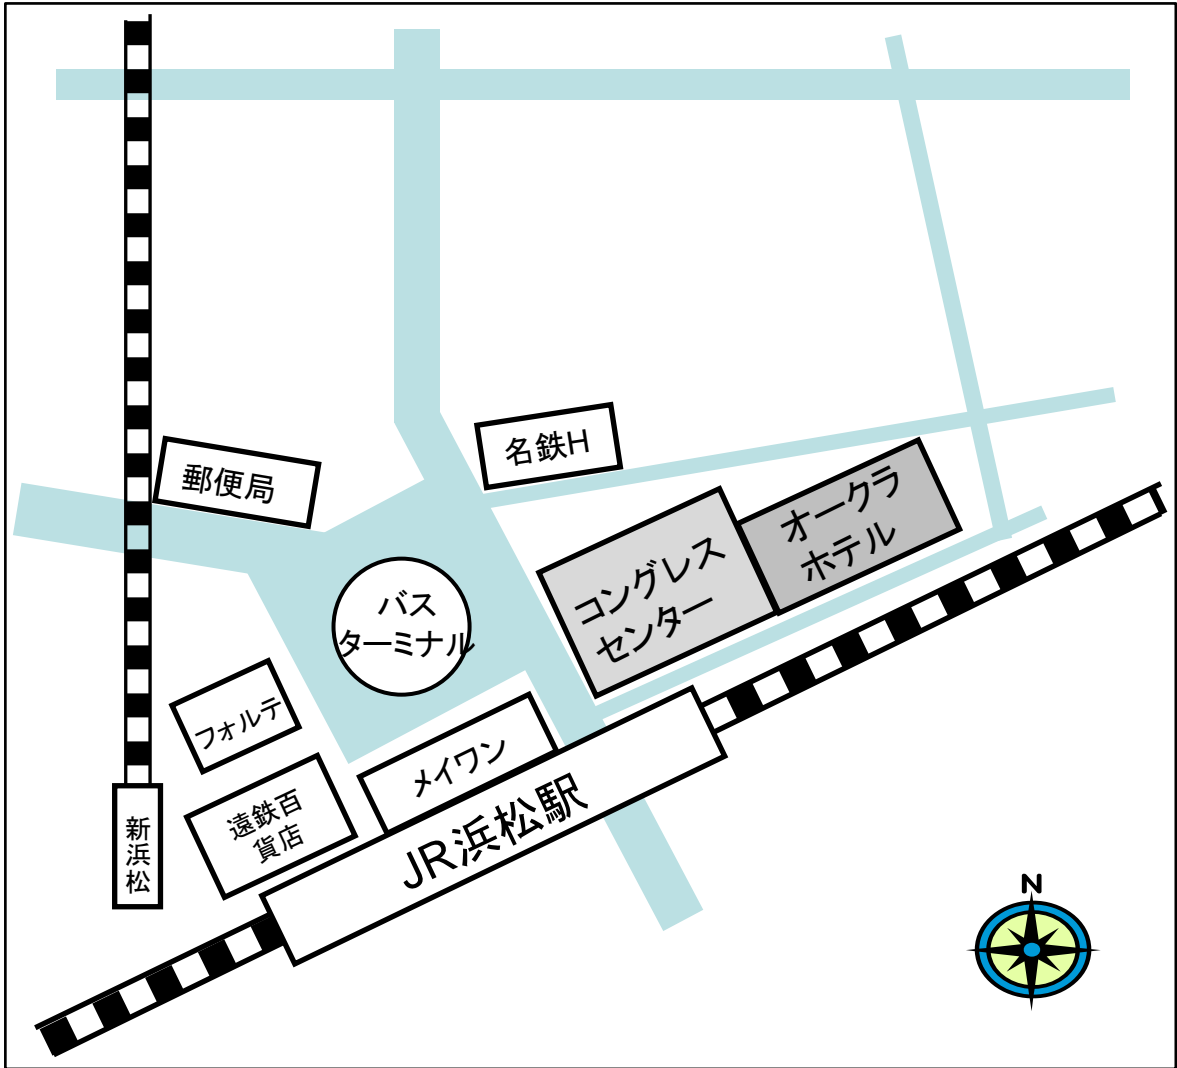 名鉄H
郵便局
オークラ
ホテル
コングレス
センター
バス
ターミナル
フォルテ
メイワン
遠鉄百
貨店
JR浜松駅
新浜松
N